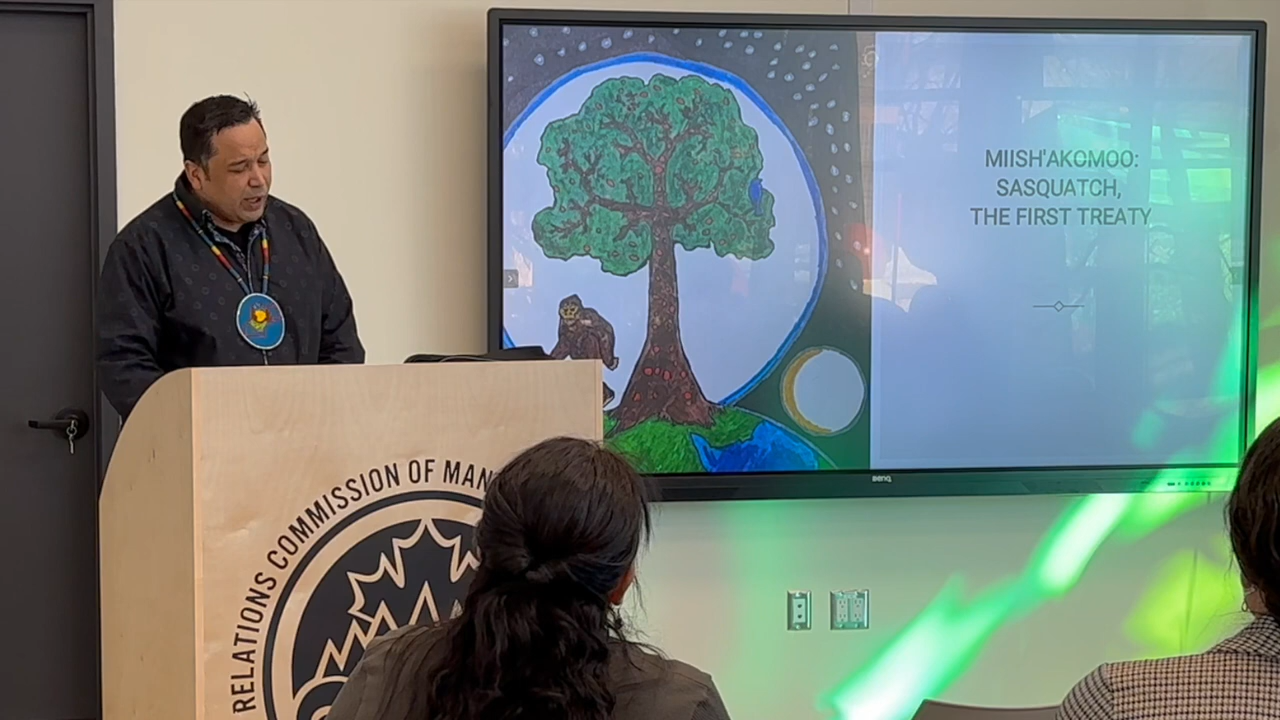 MIISH'AKOMOO:
SASQUATCH,
THE FIRST TREATY
BenQ
RELATIONS COMMISSION OF MAN